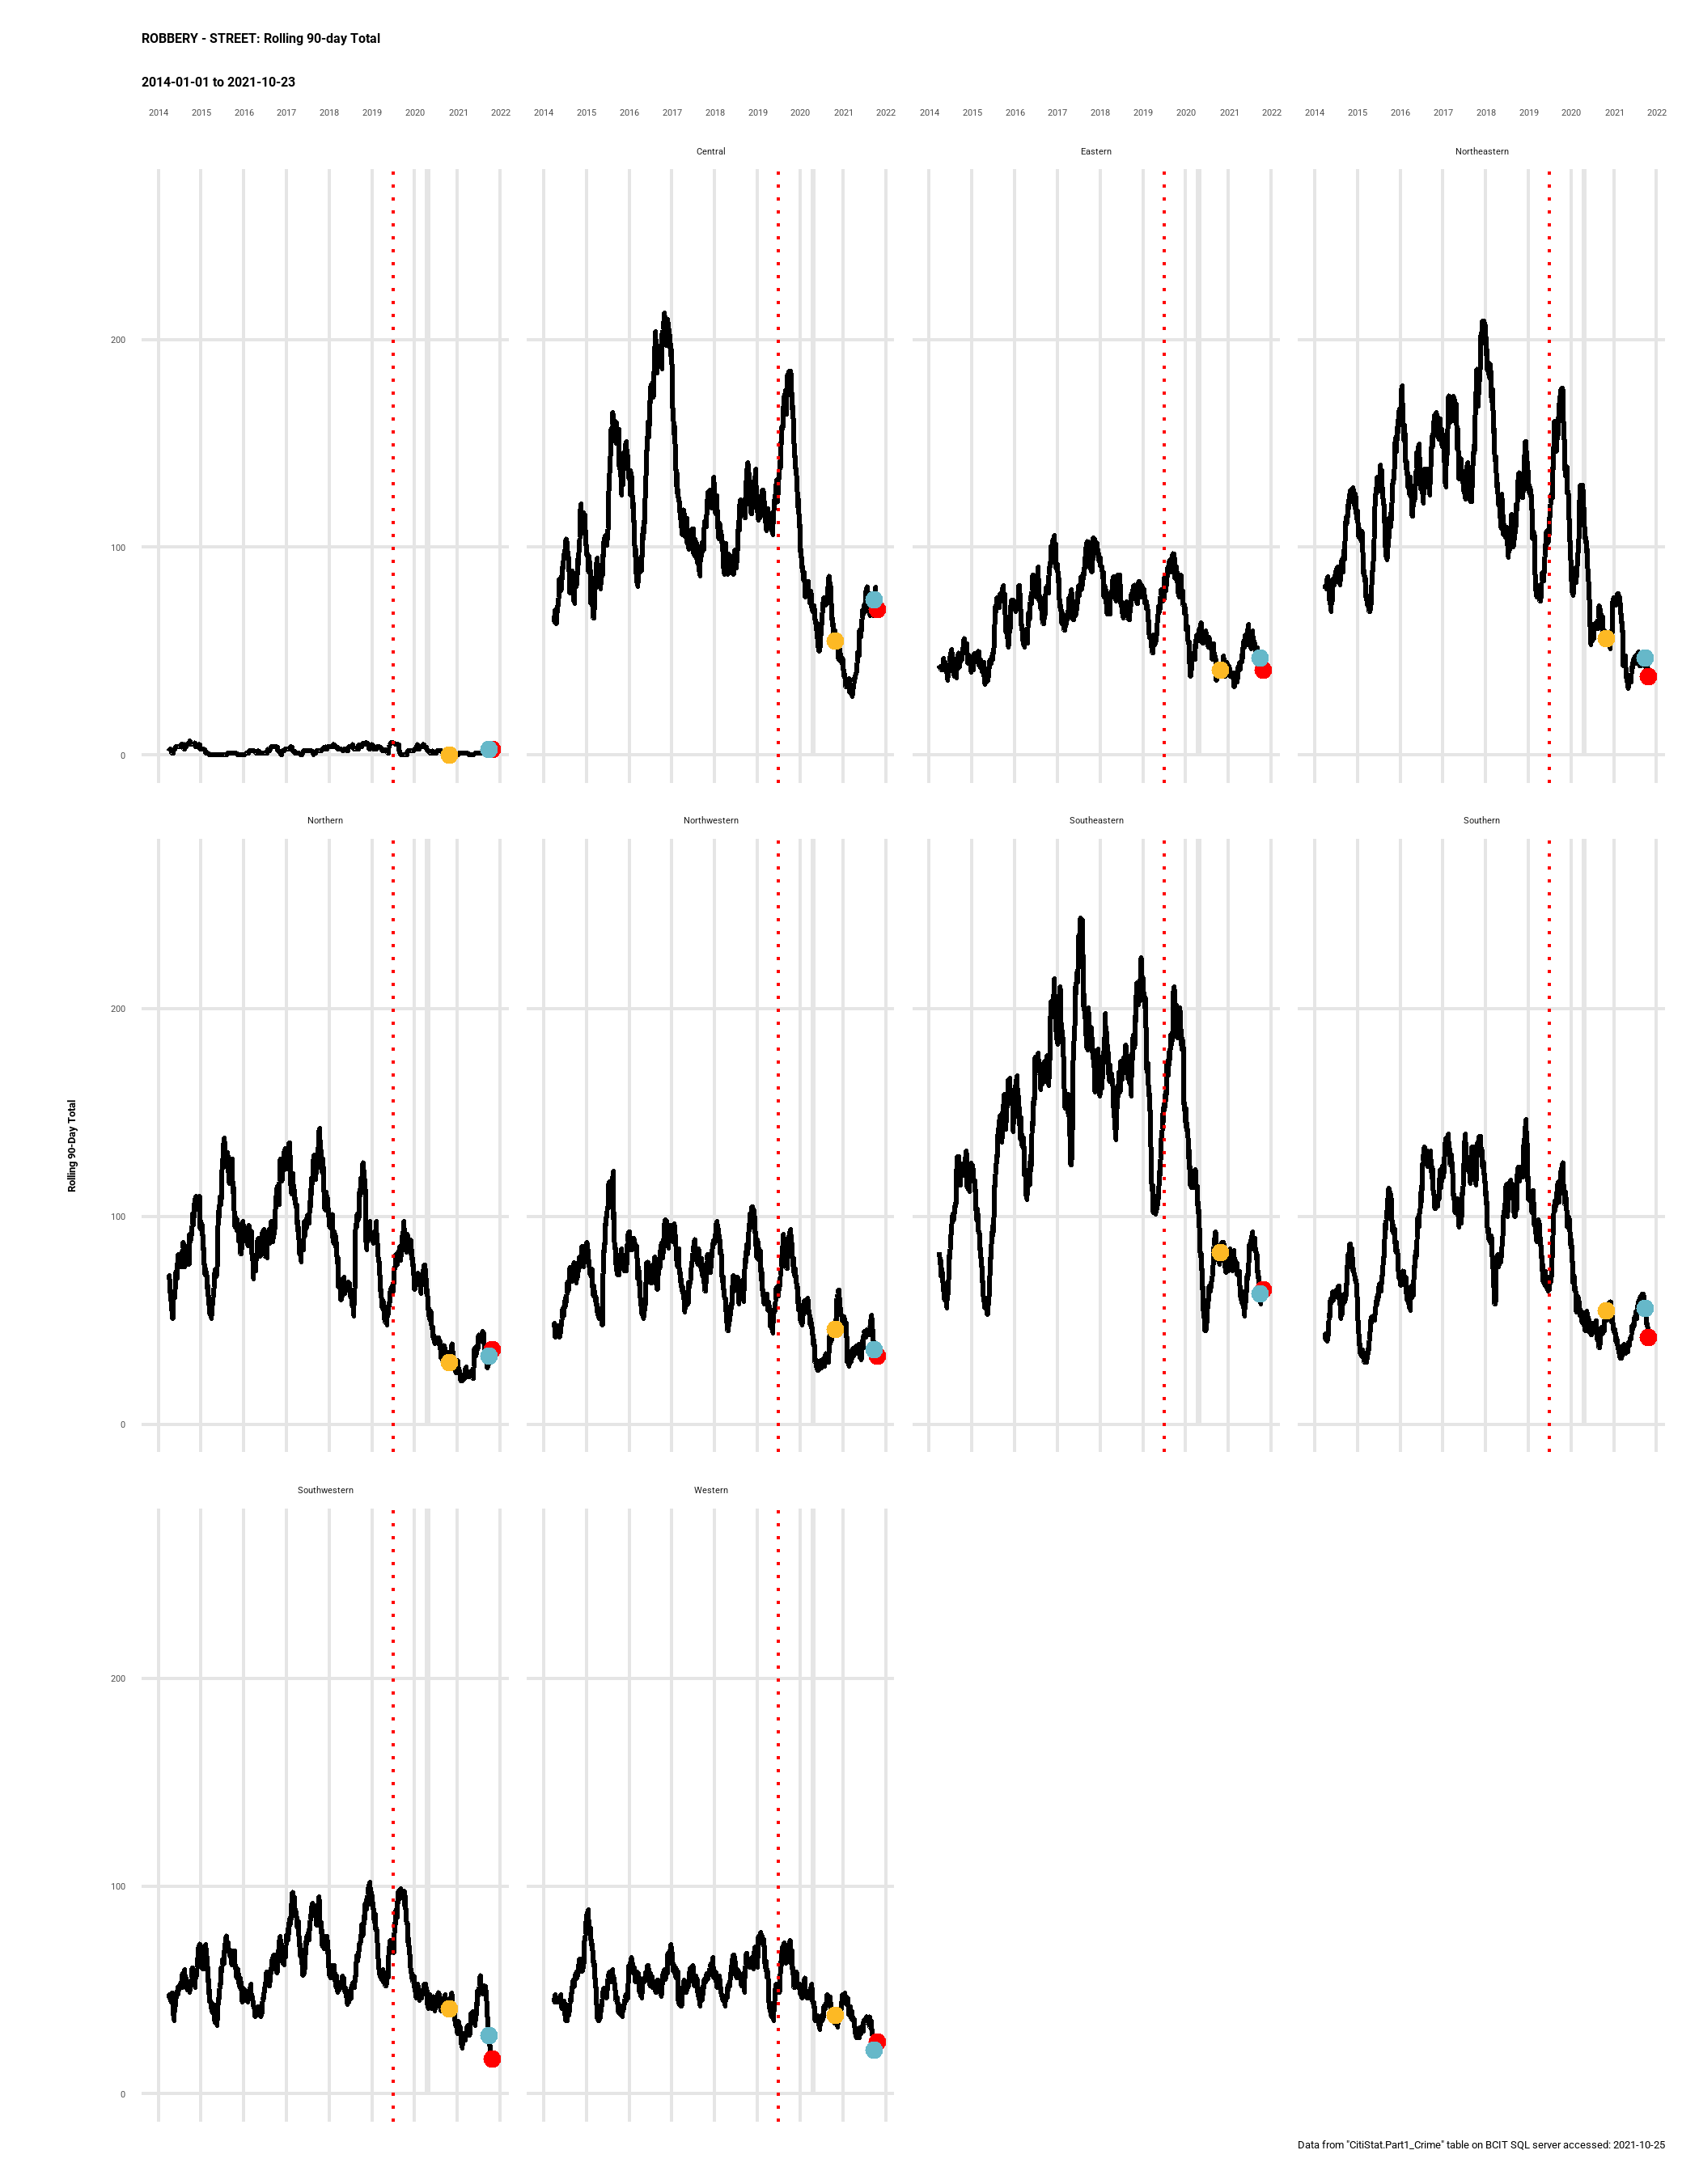 ROBBERY - STREET: Rolling 90-day Total
2014-01-01 to 2021-10-23
2014 2015 2016 2017 2018 2019 2020 2021 2022 2014 2015 2016 2017 2018 2019 2020 2021 2022 2014 2015 2016 2017 2018 2019 2020 2021 2022 2014 2015 2016 2017 2018 2019 2020 2021 2022
Central Eastern Northeastern
200
100
0
Northern Northwestern Southeastern Southern
200
Rolling 90-Day Total
100
0
Southwestern Western
200
100
0
Data from "CitiStat.Part1_Crime" table on BCIT SQL server accessed: 2021-10-25